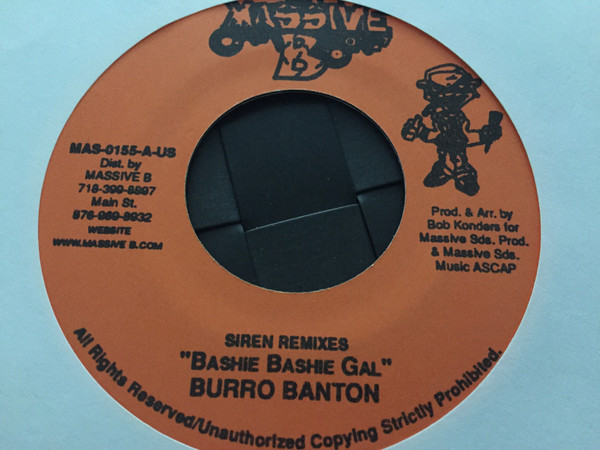 MASSIVE
B
MAS-0155-A-US
Dist. by
MASSIVE B
718-399-8897
Main St.
876-969-8932
WEBSITE
WWW.MASSIVE B.COM
Prod. & Arr. by
Bob Konders for
Massive Sds. Prod.
& Massive Sds.
Music ASCAP
SIREN REMIXES
"BASHIE BASHIE GAL"
BURRO BANTON
All Rights Reserved/Unauthorized Copying Strictly Prohibited.